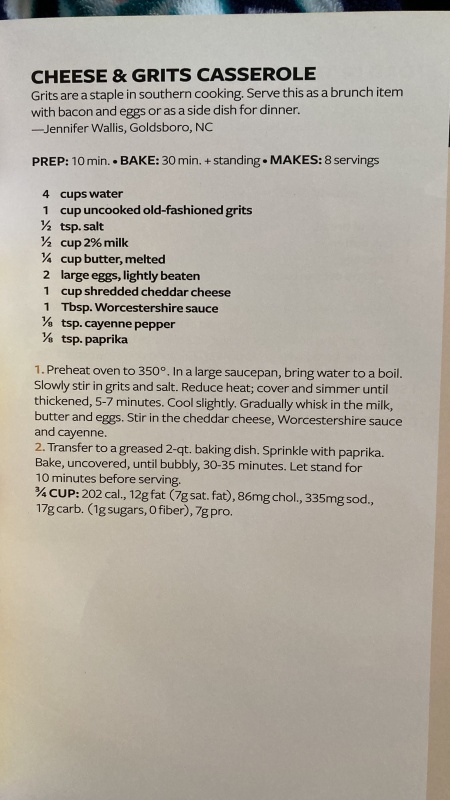 CHEESE & GRITS CASSEROLE
Grits are a staple in southern cooking. Serve this as a brunch item
with bacon and eggs or as a side dish for dinner.
—Jennifer Wallis, Goldsboro, NC
PREP: 10 min. • BAKE: 30 min. + standing • MAKES: 8 servings
4 cups water
1 cup uncooked old-fashioned grits
½ tsp. salt
½ cup 2% milk
¼ cup butter, melted
2 large eggs, lightly beaten
1 cup shredded cheddar cheese
1 Tbsp. Worcestershire sauce
⅛ tsp. cayenne pepper
⅛ tsp. paprika
1. Preheat oven to 350°. In a large saucepan, bring water to a boil.
Slowly stir in grits and salt. Reduce heat; cover and simmer until
thickened, 5-7 minutes. Cool slightly. Gradually whisk in the milk,
butter and eggs. Stir in the cheddar cheese, Worcestershire sauce
and cayenne.
2. Transfer to a greased 2-qt. baking dish. Sprinkle with paprika.
Bake, uncovered, until bubbly, 30-35 minutes. Let stand for
10 minutes before serving.
¾ CUP: 202 cal., 12g fat (7g sat. fat), 86mg chol., 335mg sod.,
17g carb. (1g sugars, 0 fiber), 7g pro.